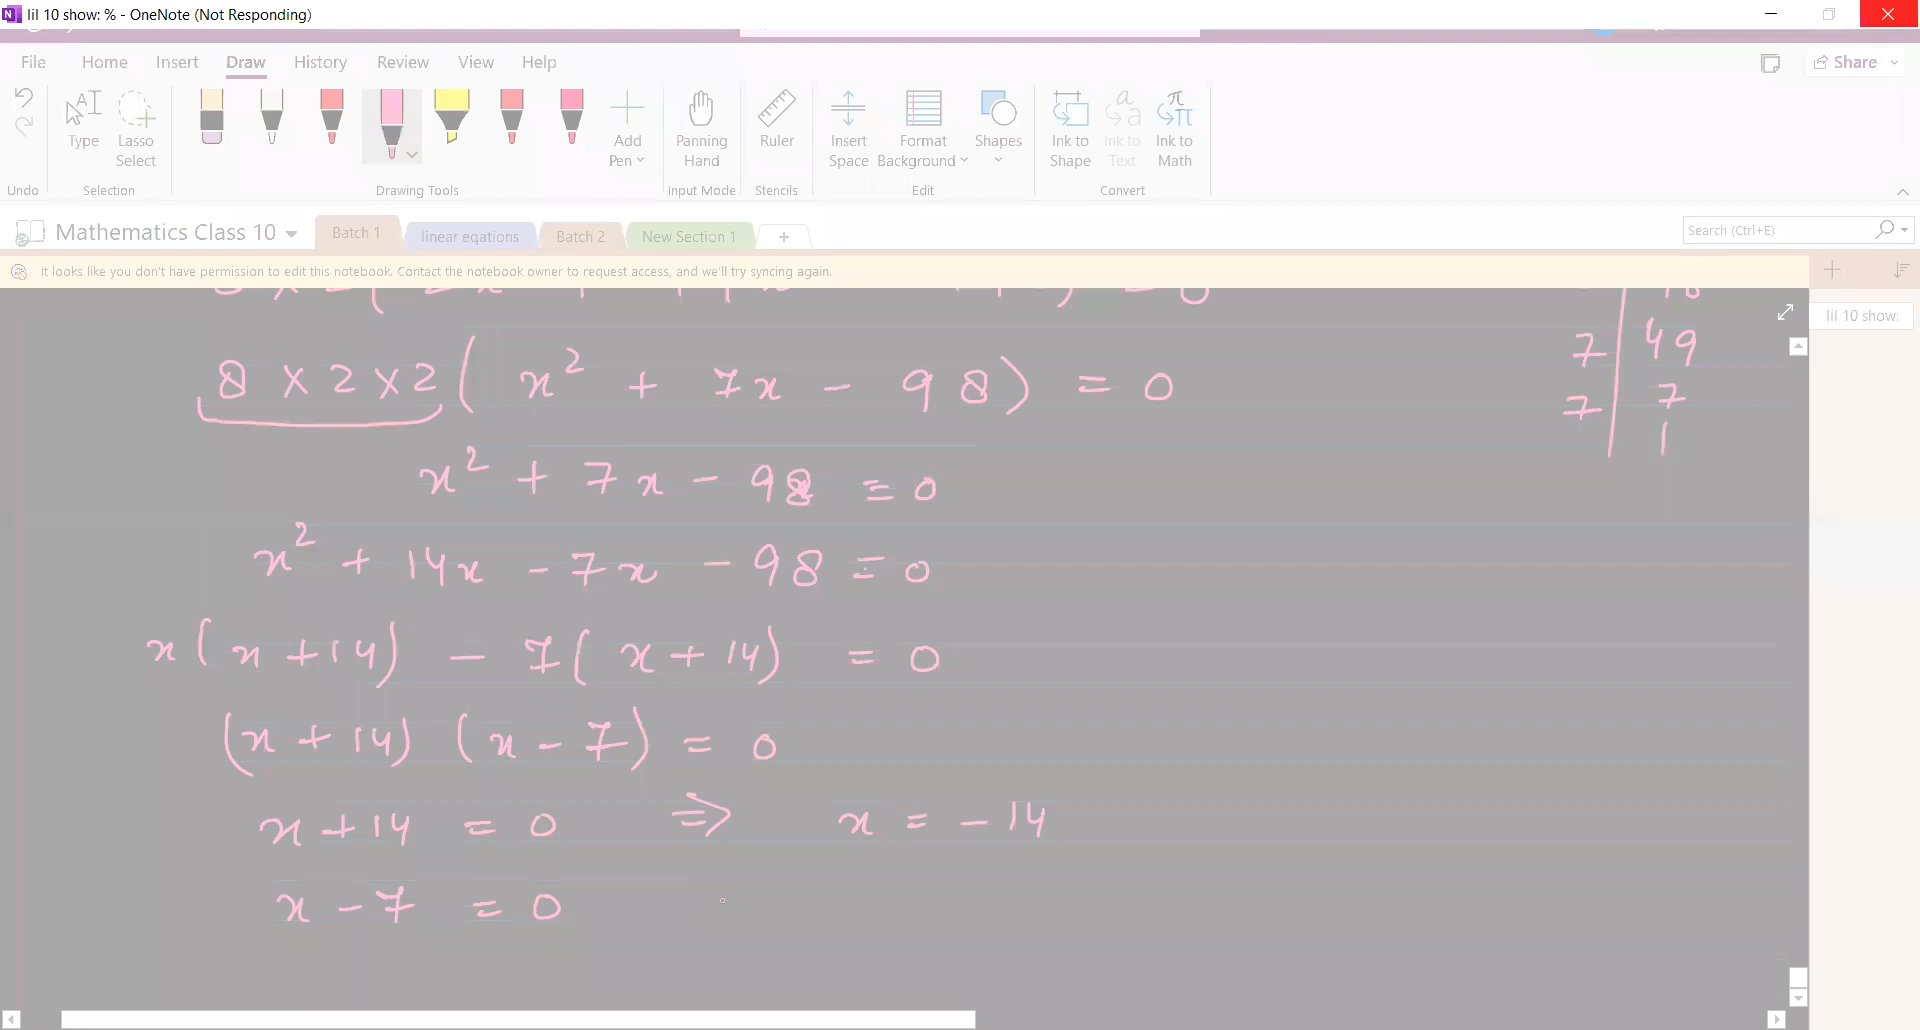 lil 10 show: % - OneNote (Not Responding)
File Home Insert Draw History Review View Help
Share
Type
Lasso Select
Add Pen
Panning Hand
Ruler
Insert Space
Format Background
Shapes
Ink to Shape
Ink to Text
Ink to Math
Undo Selection Drawing Tools Input Mode Stencils Edit Convert
Mathematics Class 10 Batch 1 linear eqations Batch 2 New Section 1 +
Search (Ctrl+E)
It looks like you don't have permission to edit this notebook. Contact the notebook owner to request access, and we'll try syncing again.
lil 10 show:
8 × 2 × 2 ( x² + 7x - 98 ) = 0
x² + 7x - 98 = 0
x² + 14x - 7x - 98 = 0
x ( x + 14 ) - 7 ( x + 14 ) = 0
(x + 14) (x - 7) = 0
x + 14 = 0 ⇒ x = - 14
x - 7 = 0
7 | 49
7 | 7
| 1